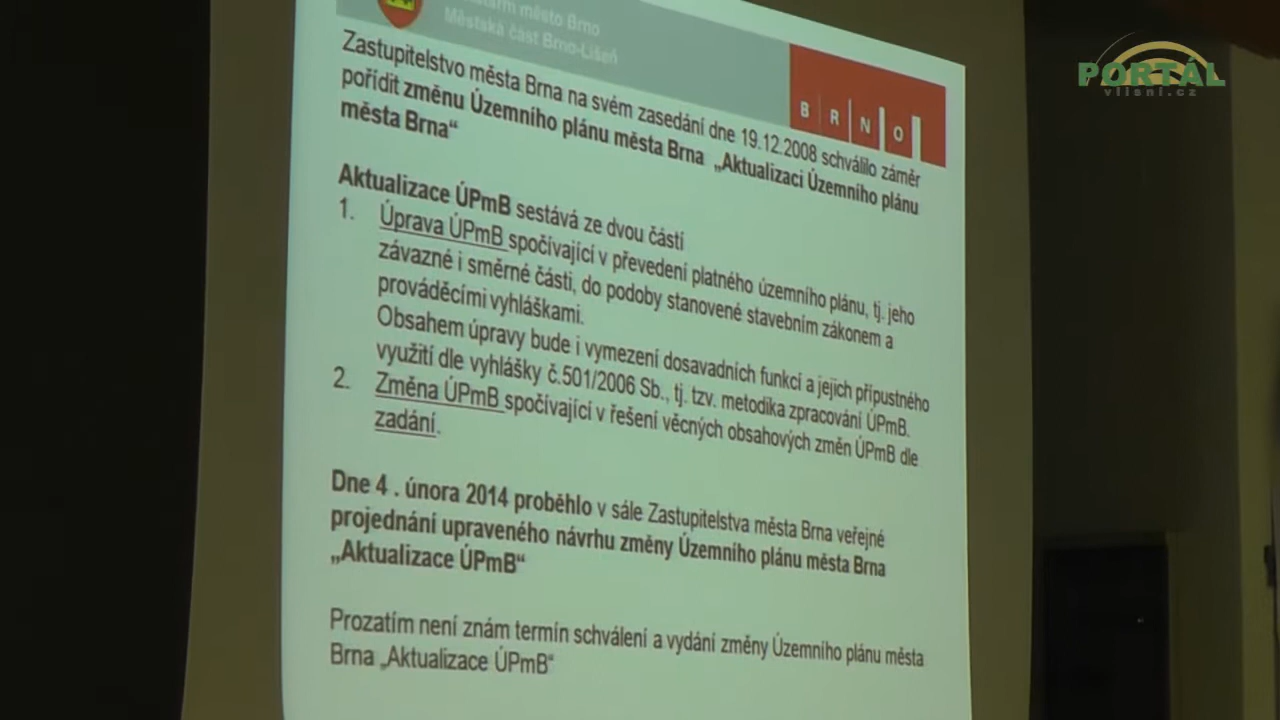 město Brno
Městská část Brno-Líšeň
BRNO
PORTÁL
vlisni.cz
Zastupitelstvo města Brna na svém zasedání dne 19.12.2008 schválilo záměr
pořídit změnu Územního plánu města Brna „Aktualizaci Územního plánu
města Brna“
Aktualizace ÚPmB sestává ze dvou částí
1. Úprava ÚPmB spočívající v převedení platného územního plánu, tj. jeho
závazné i směrné části, do podoby stanovené stavebním zákonem a
prováděcími vyhláškami.
Obsahem úpravy bude i vymezení dosavadních funkcí a jejich přípustného
využití dle vyhlášky č.501/2006 Sb., tj. tzv. metodika zpracování ÚPmB.
2. Změna ÚPmB spočívající v řešení věcných obsahových změn ÚPmB dle
zadání.
Dne 4 . února 2014 proběhlo v sále Zastupitelstva města Brna veřejné
projednání upraveného návrhu změny Územního plánu města Brna
„Aktualizace ÚPmB“
Prozatím není znám termín schválení a vydání změny Územního plánu města
Brna „Aktualizace ÚPmB“